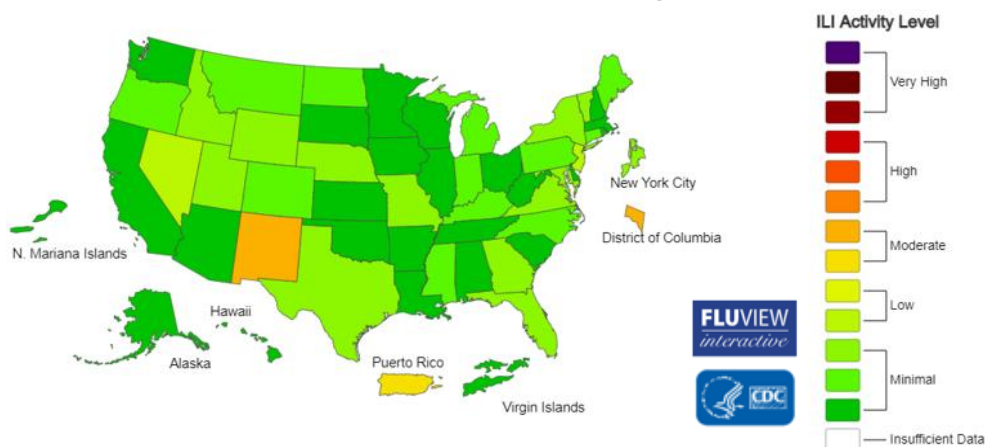 ILI Activity Level
Very High
High
New York City
District of Columbia
N. Mariana Islands
Moderate
Hawaii
Low
FLUVIEW
interactive
Alaska
Puerto Rico
Minimal
CDC
Virgin Islands
Insufficient Data